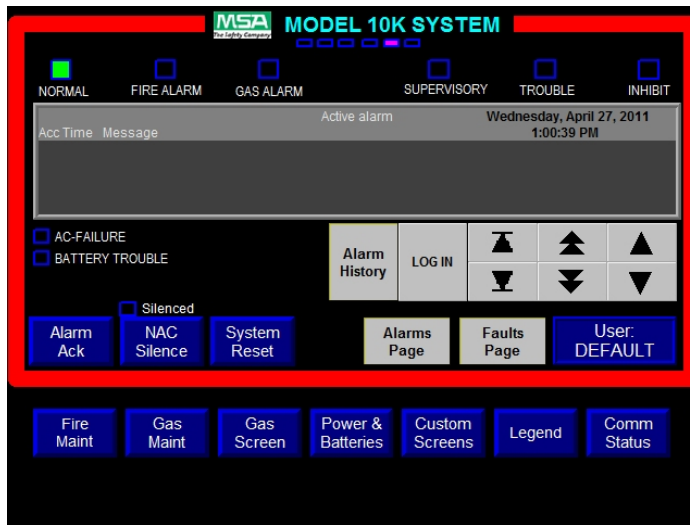 MSA
The Safety Company
MODEL 10K SYSTEM
NORMAL
FIRE ALARM
GAS ALARM
SUPERVISORY
TROUBLE
INHIBIT
Active alarm
Wednesday, April 27, 2011
Acc Time Message
1:00:39 PM
AC-FAILURE
BATTERY TROUBLE
Alarm
History
LOG IN
Silenced
Alarm
Ack
NAC
Silence
System
Reset
Alarms
Page
Faults
Page
User:
DEFAULT
Fire
Maint
Gas
Maint
Gas
Screen
Power &
Batteries
Custom
Screens
Legend
Comm
Status